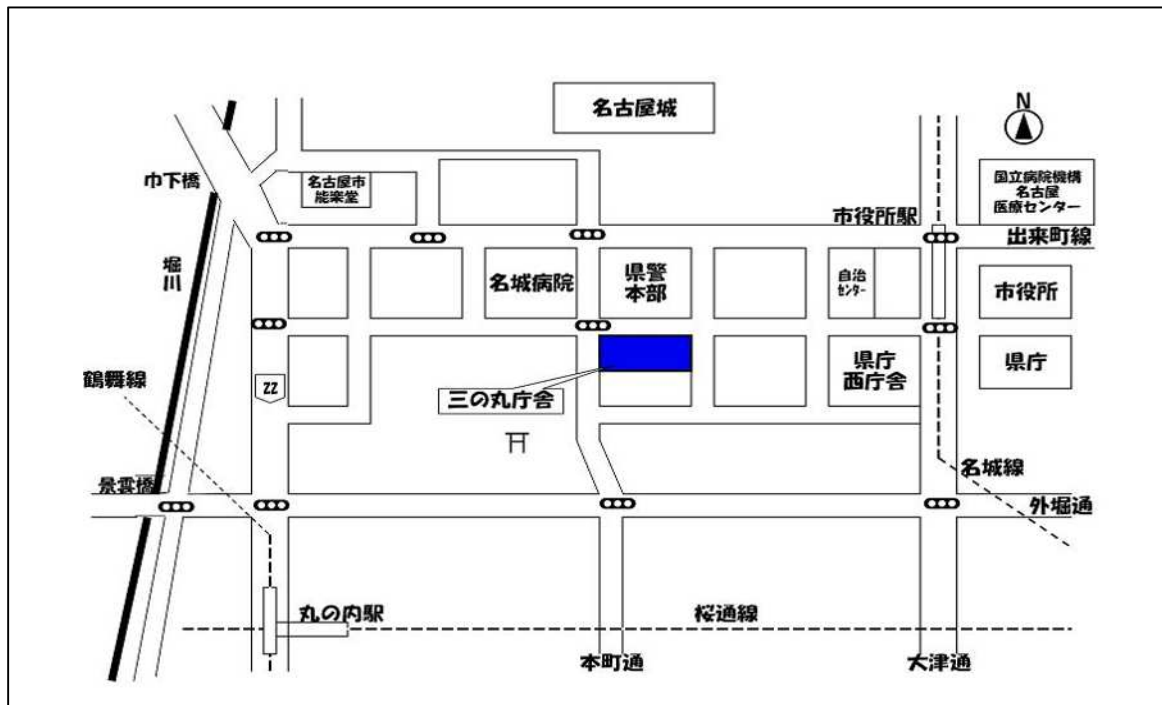 名古屋城
N
名古屋市
能楽堂
国立病院機構
名古屋
医療センター
巾下橋
市役所駅
出来町線
堀川
名城病院
県警
本部
自治
センター
市役所
鶴舞線
22
三の丸庁舎
県庁
西庁舎
県庁
景雲橋
名城線
外堀通
丸の内駅
桜通線
本町通
大津通